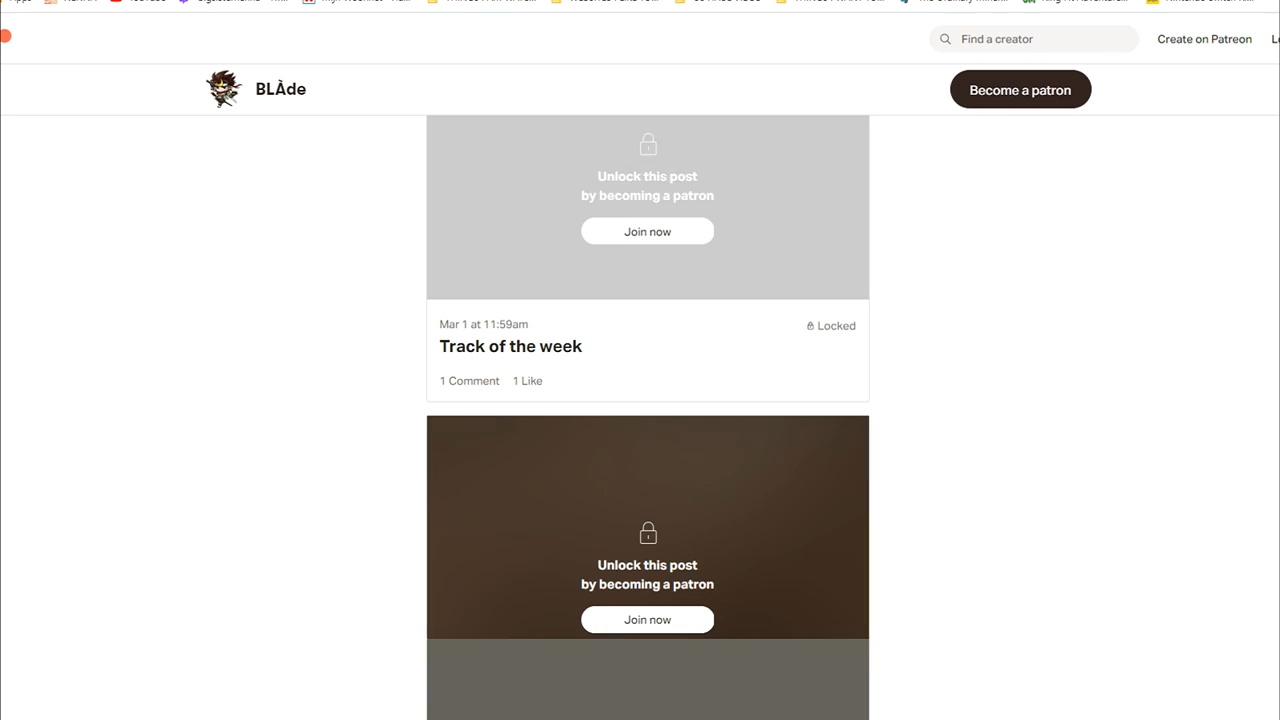 Find a creator
Create on Patreon
BLÀde
Become a patron
Unlock this post
by becoming a patron
Join now
Mar 1 at 11:59am
Locked
Track of the week
1 Comment 1 Like
Unlock this post
by becoming a patron
Join now